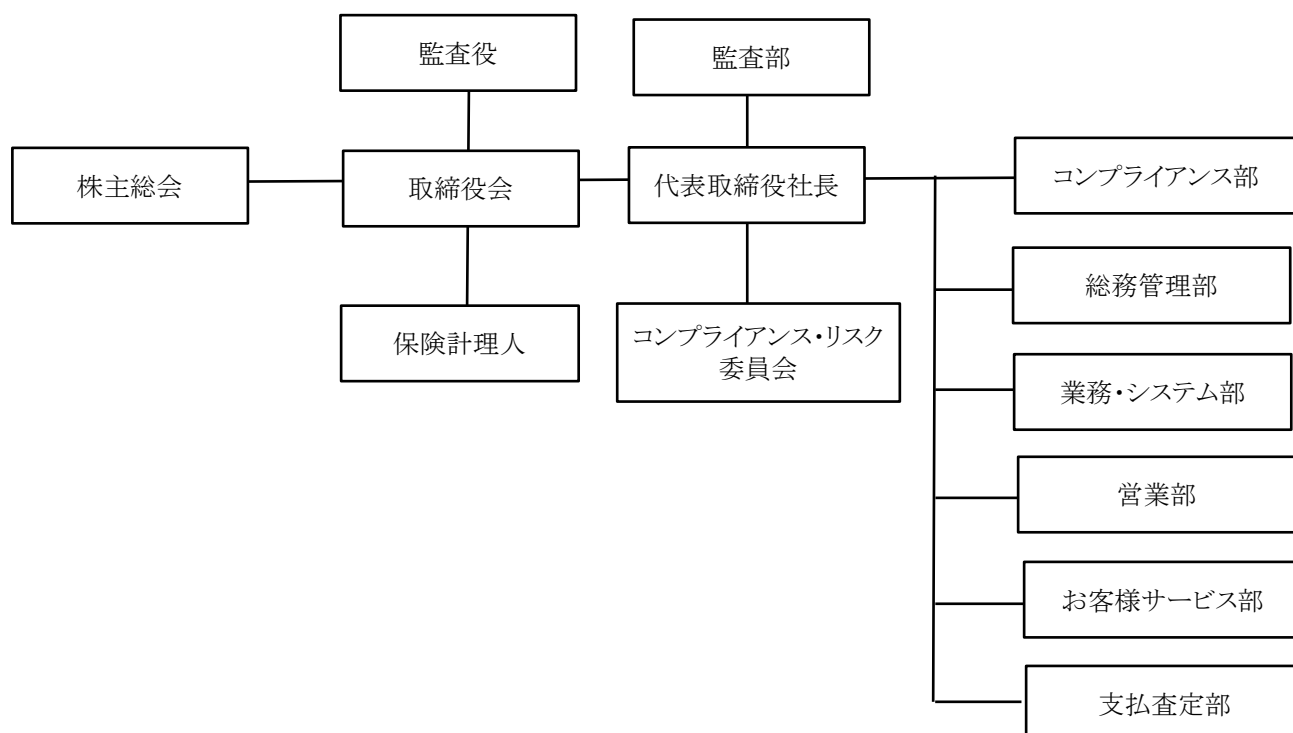 監査役
監査部
株主総会
取締役会
代表取締役社長
コンプライアンス部
総務管理部
保険計理人
コンプライアンス・リスク
委員会
業務・システム部
営業部
お客様サービス部
支払査定部